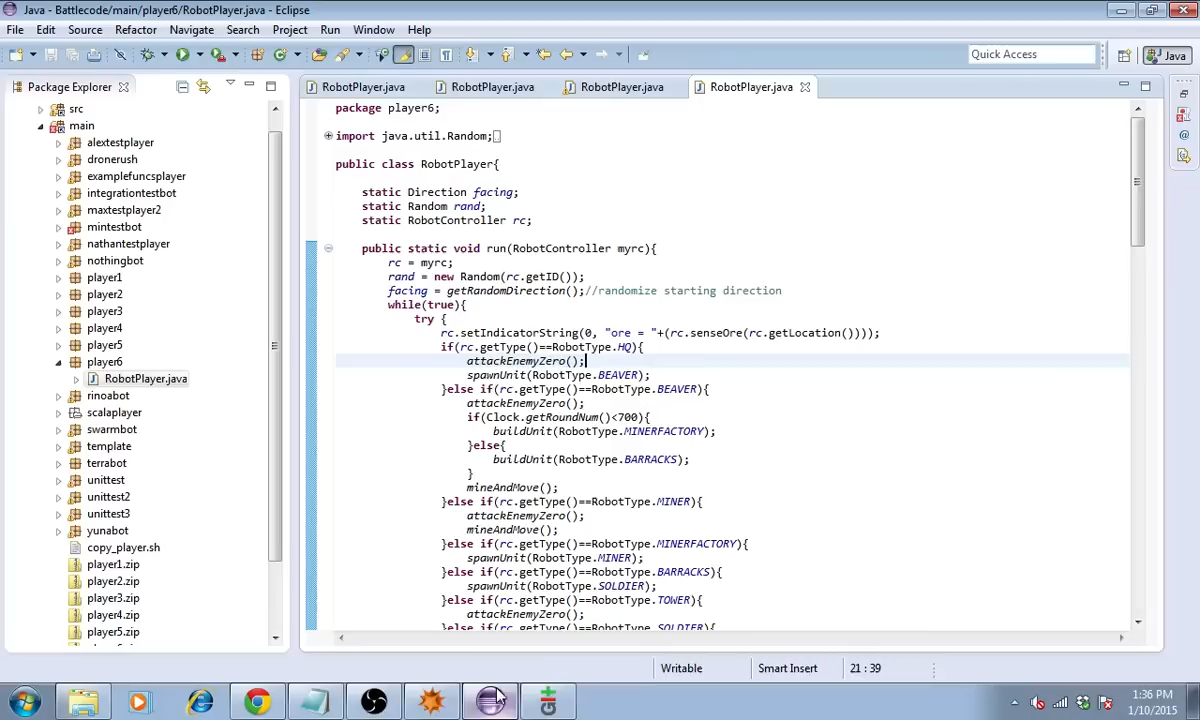 Java - Battlecode/main/player6/RobotPlayer.java - Eclipse
File Edit Source Refactor Navigate Search Project Run Window Help
Quick Access
Java
Package Explorer
RobotPlayer.java RobotPlayer.java RobotPlayer.java RobotPlayer.java
src
main
alextestplayer
dronerush
examplefuncsplayer
integrationtestbot
maxtestplayer2
mintestbot
nathantestplayer
nothingbot
player1
player2
player3
player4
player5
player6
RobotPlayer.java
rinoabot
scalaplayer
swarmbot
template
terrabot
unittest
unittest2
unittest3
yunabot
copy_player.sh
player1.zip
player2.zip
player3.zip
player4.zip
player5.zip
package player6;
import java.util.Random;
public class RobotPlayer{
static Direction facing;
static Random rand;
static RobotController rc;
public static void run(RobotController myrc){
rc = myrc;
rand = new Random(rc.getID());
facing = getRandomDirection();//randomize starting direction
while(true){
try {
rc.setIndicatorString(0, "ore = "+(rc.senseOre(rc.getLocation())));
if(rc.getType()==RobotType.HQ){
attackEnemyZero();
spawnUnit(RobotType.BEAVER);
}else if(rc.getType()==RobotType.BEAVER){
attackEnemyZero();
if(Clock.getRoundNum()<700){
buildUnit(RobotType.MINERFACTORY);
}else{
buildUnit(RobotType.BARRACKS);
}
mineAndMove();
}else if(rc.getType()==RobotType.MINER){
attackEnemyZero();
mineAndMove();
}else if(rc.getType()==RobotType.MINERFACTORY){
spawnUnit(RobotType.MINER);
}else if(rc.getType()==RobotType.BARRACKS){
spawnUnit(RobotType.SOLDIER);
}else if(rc.getType()==RobotType.TOWER){
attackEnemyZero();
}else if(rc.getType()==RobotType.SOLDIER){
Writable Smart Insert 21 : 39
1:36 PM
1/10/2015